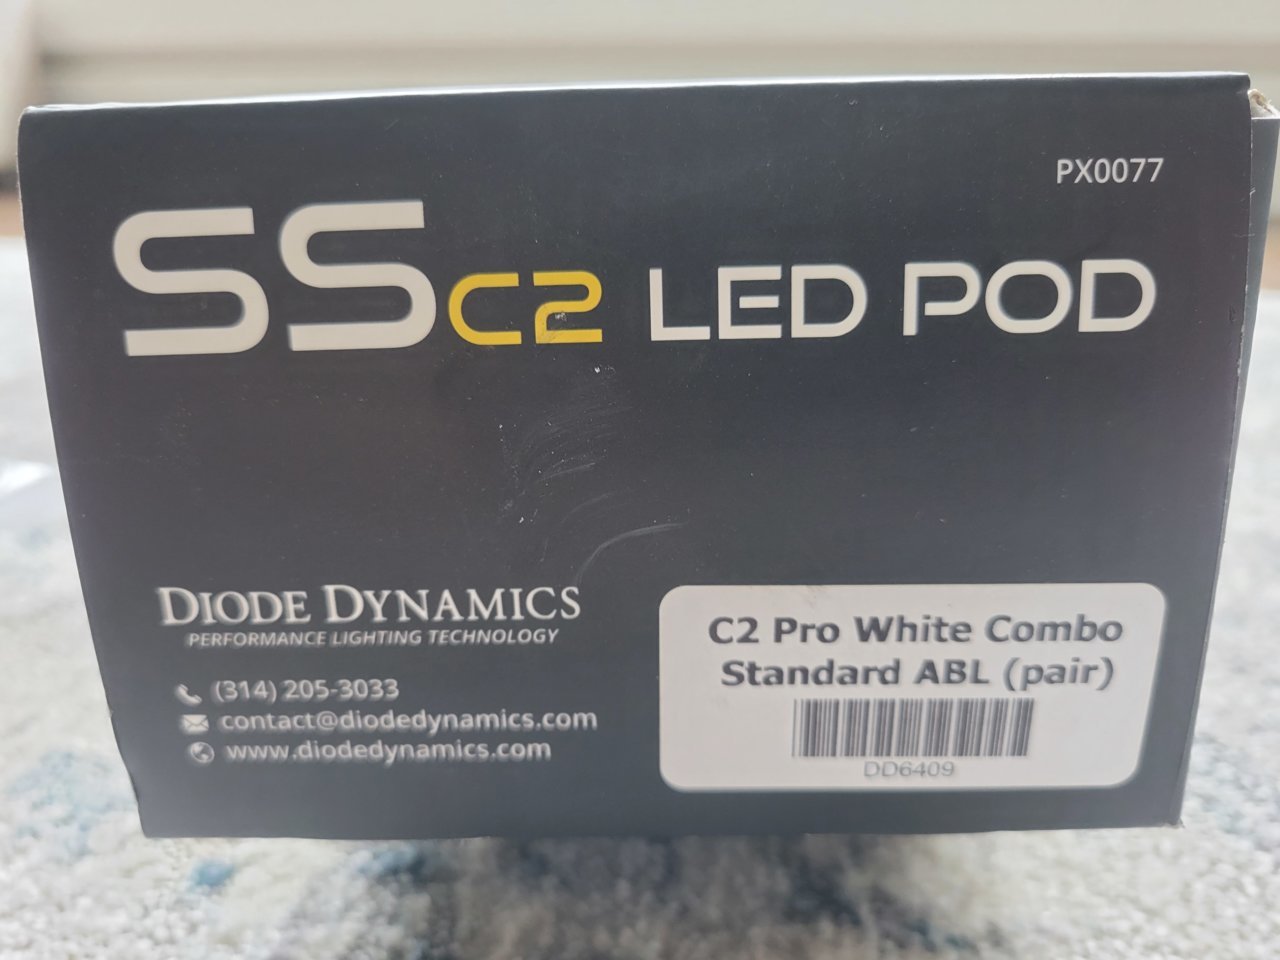 PX0077
SSC2 LED POD
DIODE DYNAMICS
PERFORMANCE LIGHTING TECHNOLOGY
(314) 205-3033
contact@diodedynamics.com
www.diodedynamics.com
C2 Pro White Combo
Standard ABL (pair)
DD6409